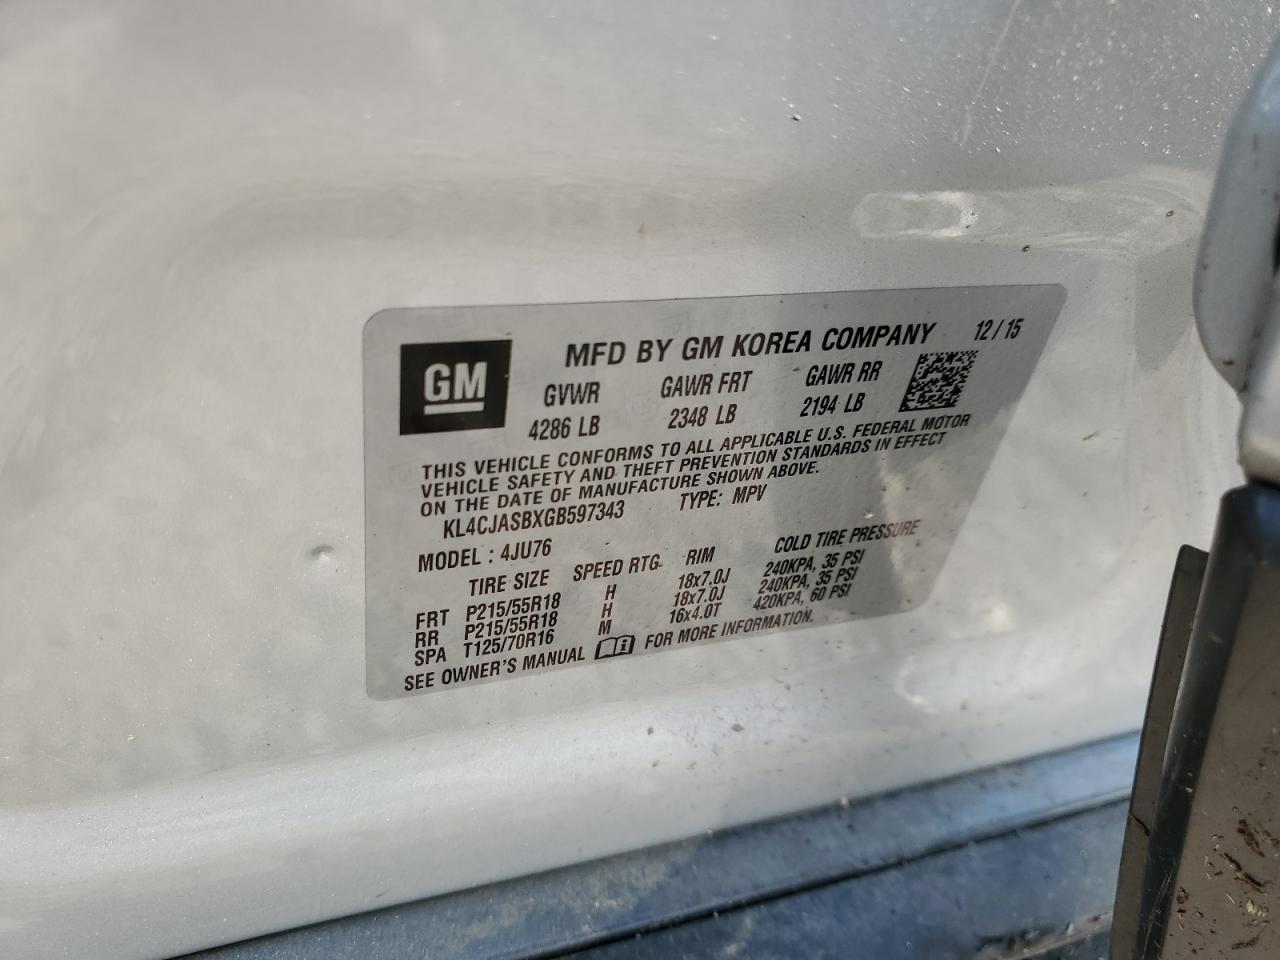 GM
MFD BY GM KOREA COMPANY 12/15
GVWR GAWR FRT GAWR RR
4286 LB 2348 LB 2194 LB
THIS VEHICLE CONFORMS TO ALL APPLICABLE U.S. FEDERAL MOTOR
VEHICLE SAFETY AND THEFT PREVENTION STANDARDS IN EFFECT
ON THE DATE OF MANUFACTURE SHOWN ABOVE.
KL4CJASBXGB597343 TYPE: MPV
MODEL : 4JU76
TIRE SIZE SPEED RTG RIM COLD TIRE PRESSURE
FRT P215/55R18 H 18x7.0J 240KPA, 35 PSI
RR P215/55R18 H 18x7.0J 240KPA, 35 PSI
SPA T125/70R16 M 16x4.0T 420KPA, 60 PSI
SEE OWNER'S MANUAL i FOR MORE INFORMATION.